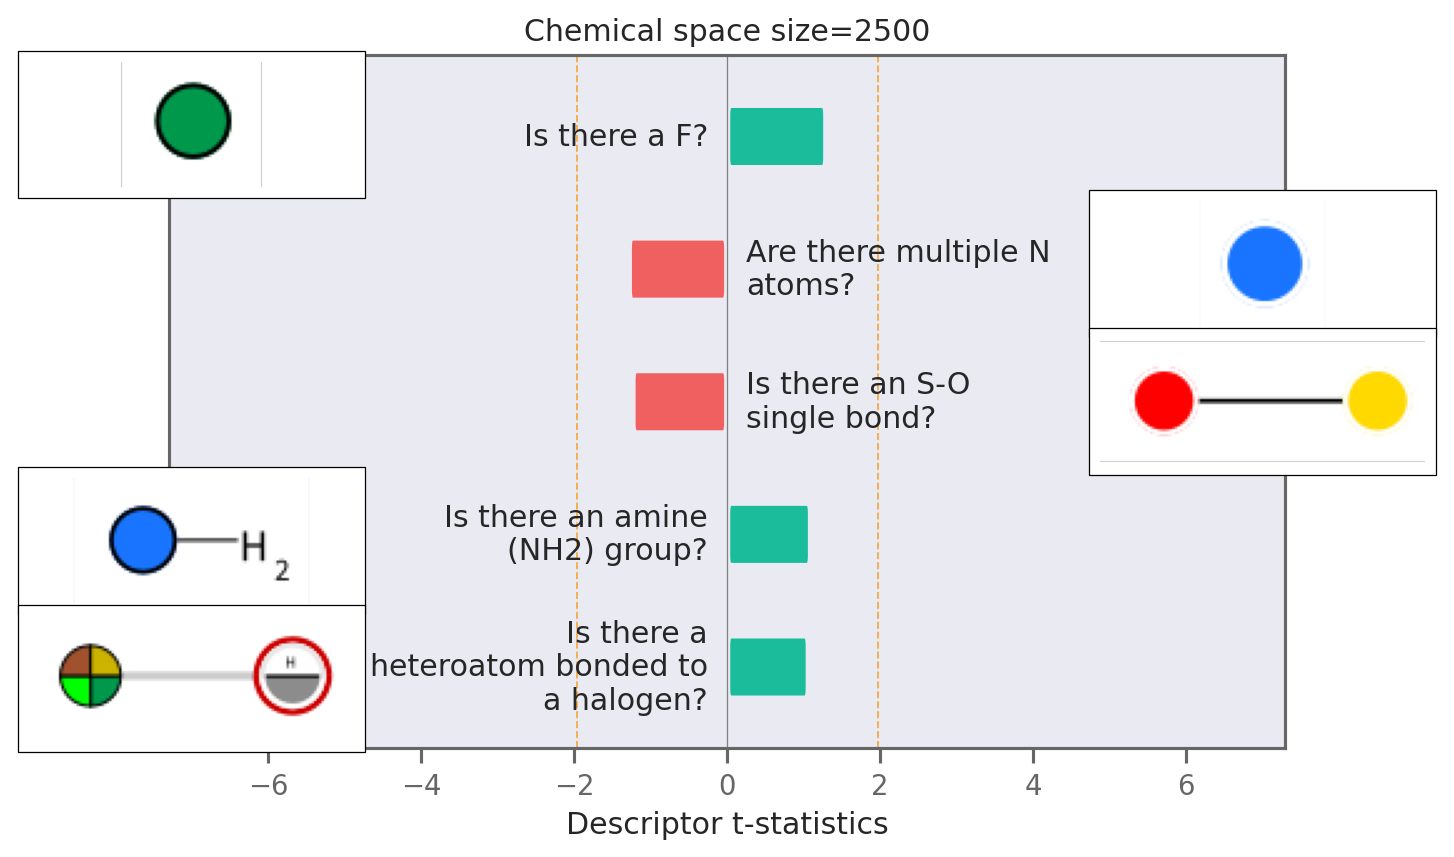 Chemical space size=2500
Is there a F?
Are there multiple N
atoms?
Is there an S-O
single bond?
Is there an amine
(NH2) group?
H
2
Is there a
heteroatom bonded to
a halogen?
H
−6
−4
−2
0
2
4
6
Descriptor t-statistics